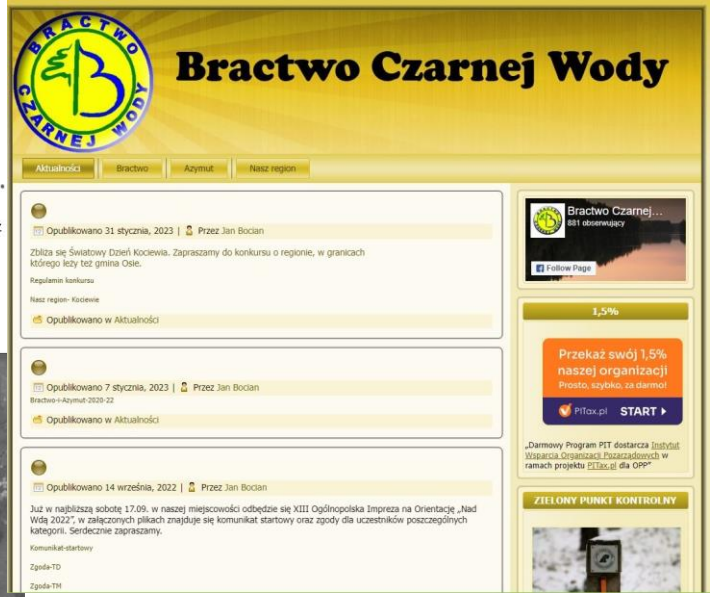 BRACTWO
CZARNEJ WODY
Bractwo Czarnej Wody
Aktualności
Bractwo
Azymut
Nasz region
Opublikowano 31 stycznia, 2023 | Przez Jan Bocian
Zbliża się Światowy Dzień Kociewia. Zapraszamy do konkursu o regionie, w granicach
którego leży też gmina Osie.
Regulamin konkursu
Nasz region- Kociewie
Opublikowano w Aktualności
Opublikowano 7 stycznia, 2023 | Przez Jan Bocian
Bractwo-i-Azymut-2020-22
Opublikowano w Aktualności
Opublikowano 14 września, 2022 | Przez Jan Bocian
Już w najbliższą sobotę 17.09. w naszej miejscowości odbędzie się XIII Ogólnopolska Impreza na Orientację „Nad
Wdą 2022”, w załączonych plikach znajduje się komunikat startowy oraz zgody dla uczestników poszczególnych
kategorii. Serdecznie zapraszamy.
Komunikat-startowy
Zgoda-TD
Zgoda-TM
Bractwo Czarnej...
881 obserwujący
Follow Page
1,5%
Przekaż swój 1,5%
naszej organizacji
Prosto, szybko, za darmo!
PITax.pl START
„Darmowy Program PIT dostarcza Instytut
Wsparcia Organizacji Pozarządowych w
ramach projektu PITax.pl dla OPP”
ZIELONY PUNKT KONTROLNY